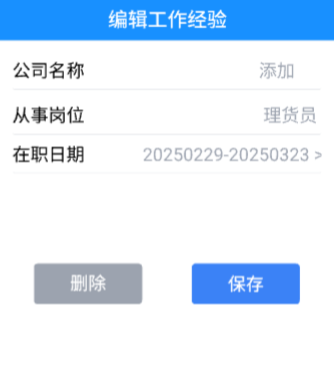 编辑工作经验
公司名称 添加
从事岗位 理货员
在职日期 20250229-20250323 >
删除 保存